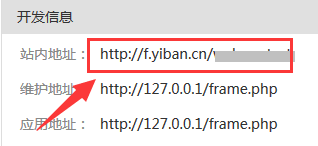 开发信息
站内地址： http://f.yiban.cn/
维护地址： http://127.0.0.1/frame.php
应用地址： http://127.0.0.1/frame.php